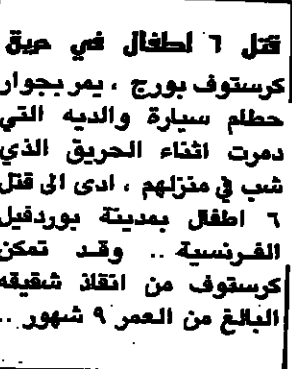 قتل ٦ اطفال في حريق
كرستوف بورج ، يمر بجوار
حطام سيارة والديه التي
دمرت اثناء الحريق الذي
شب في منزلهم ، ادى الى قتل
٦ اطفال بمدينة بوردفيل
الفرنسية .. وقد تمكن
كرستوف من انقاذ شقيقه
البالغ من العمر ٩ شهور ..